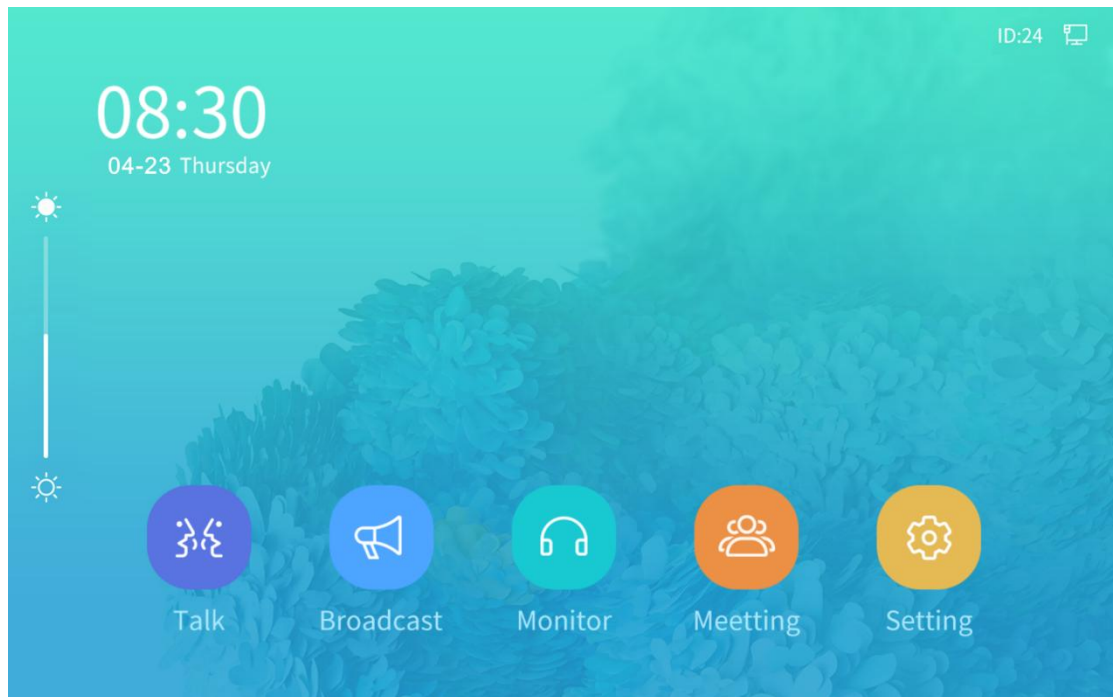 ID:24
08:30
04-23 Thursday
Talk
Broadcast
Monitor
Meetting
Setting